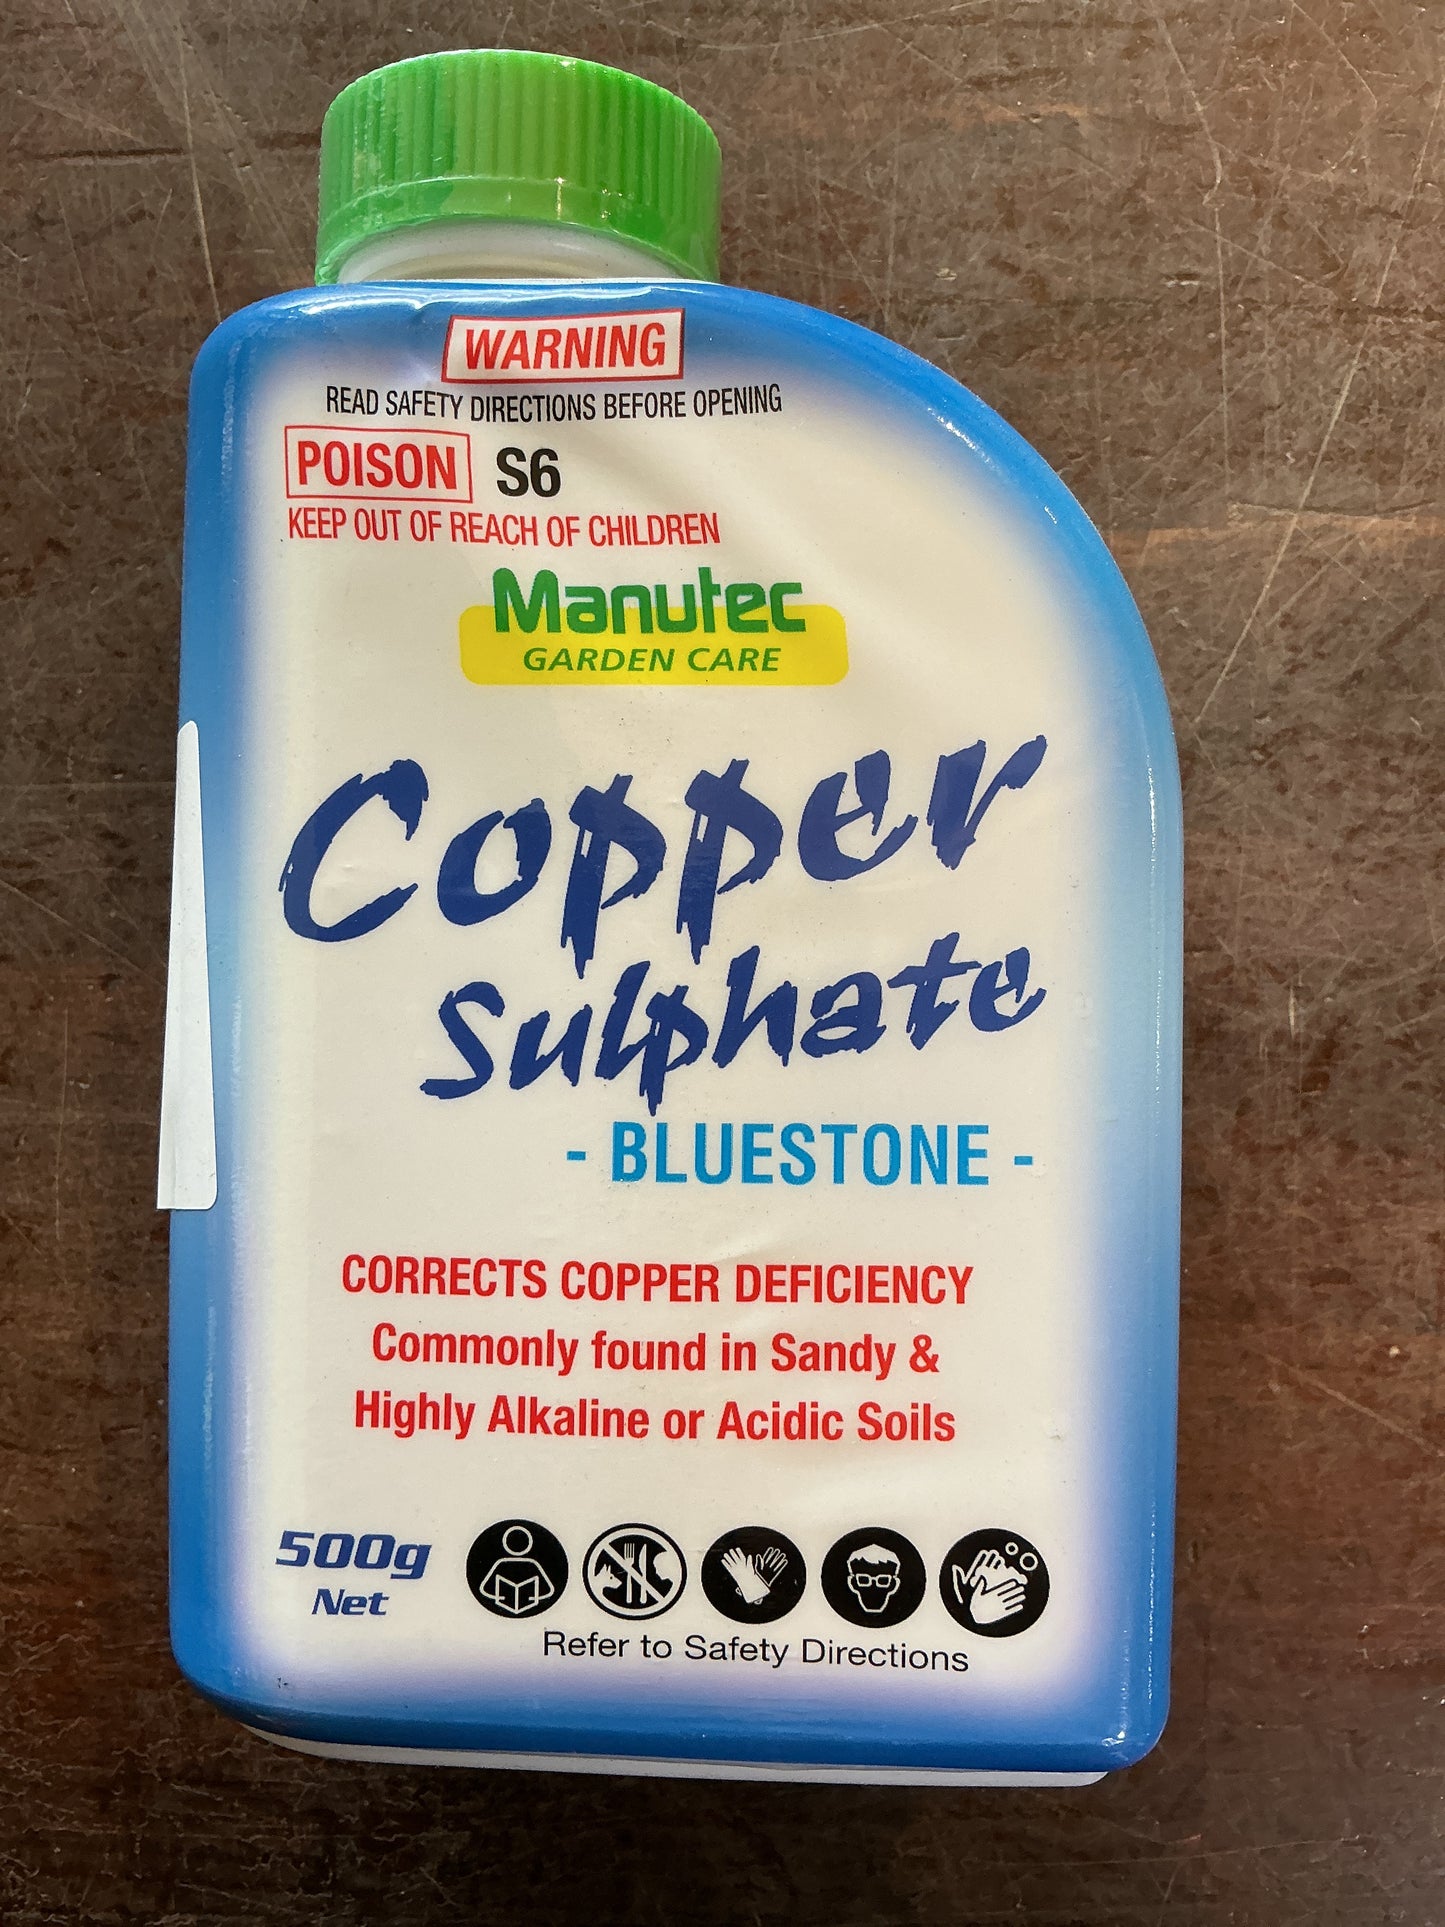 WARNING
READ SAFETY DIRECTIONS BEFORE OPENING
POISON S6
KEEP OUT OF REACH OF CHILDREN
Manutec
GARDEN CARE
Copper
Sulphate
- BLUESTONE -
CORRECTS COPPER DEFICIENCY
Commonly found in Sandy &
Highly Alkaline or Acidic Soils
500g
Net
Refer to Safety Directions